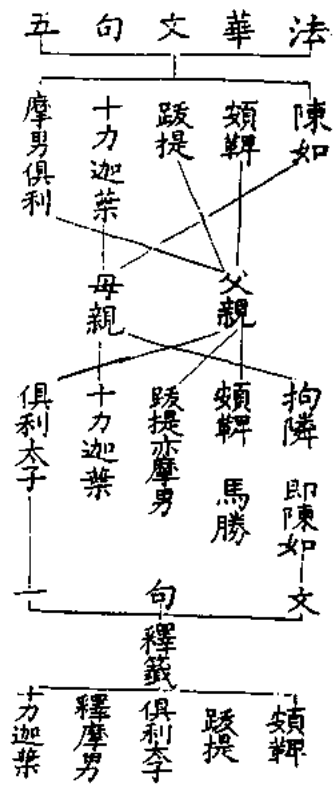 法華文句五
陳如
頞鞞
跋提
十力迦葉
摩男俱利
父親
母親
拘隣 即陳如
頞鞞 馬勝
跋提亦摩男
十力迦葉
俱利太子
文句一
釋籤
頞鞞
跋提
俱利太子
釋摩男
十力迦葉